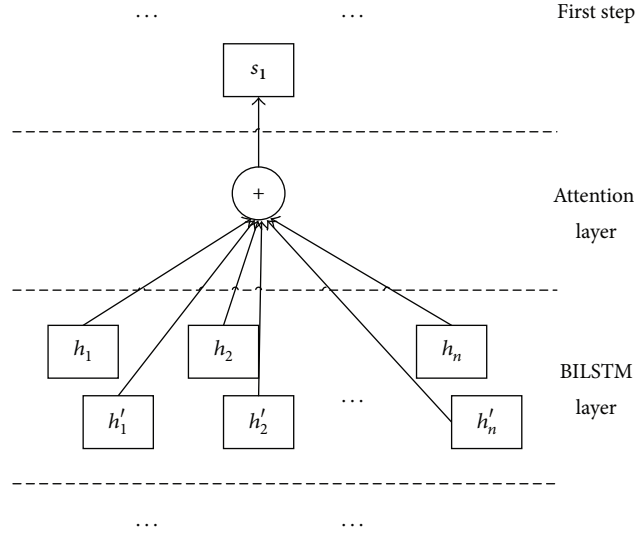 … … First step
s₁
+
Attention
layer
h₁ h₂ hₙ
BILSTM
…
layer
h′₁ h′₂ h′ₙ
… …